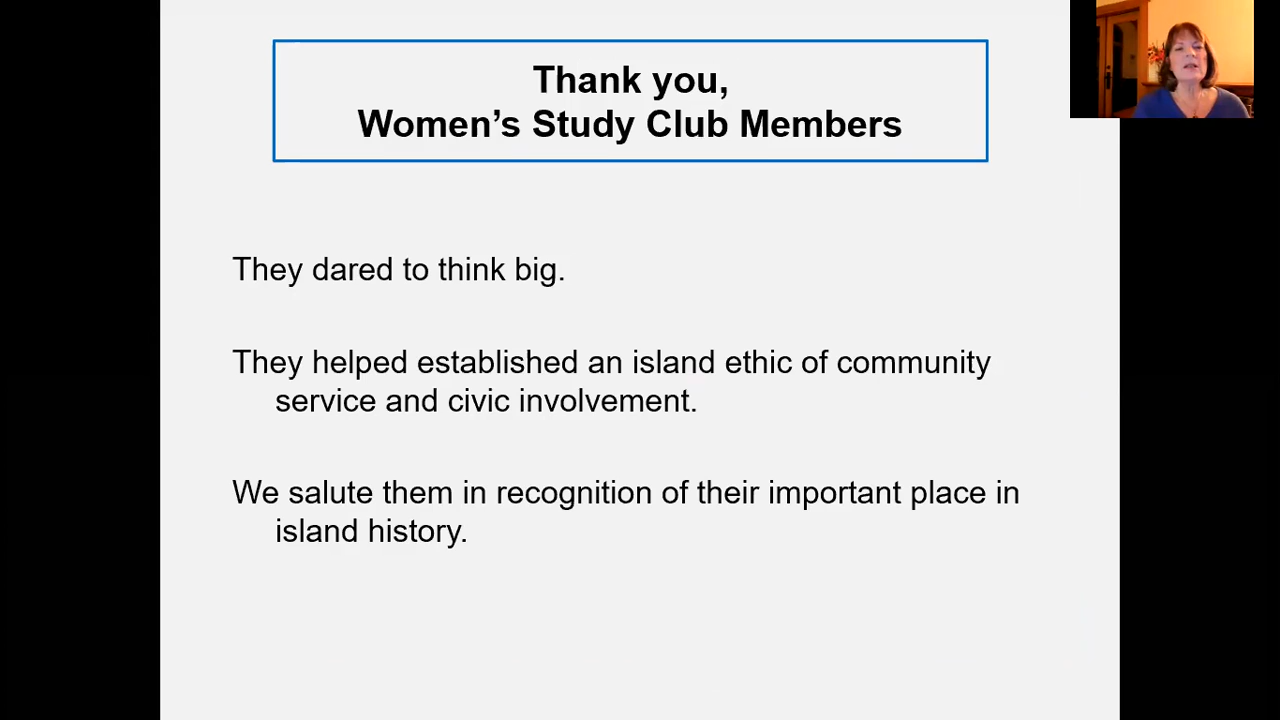 Thank you,
Women’s Study Club Members
They dared to think big.
They helped established an island ethic of community
service and civic involvement.
We salute them in recognition of their important place in
island history.